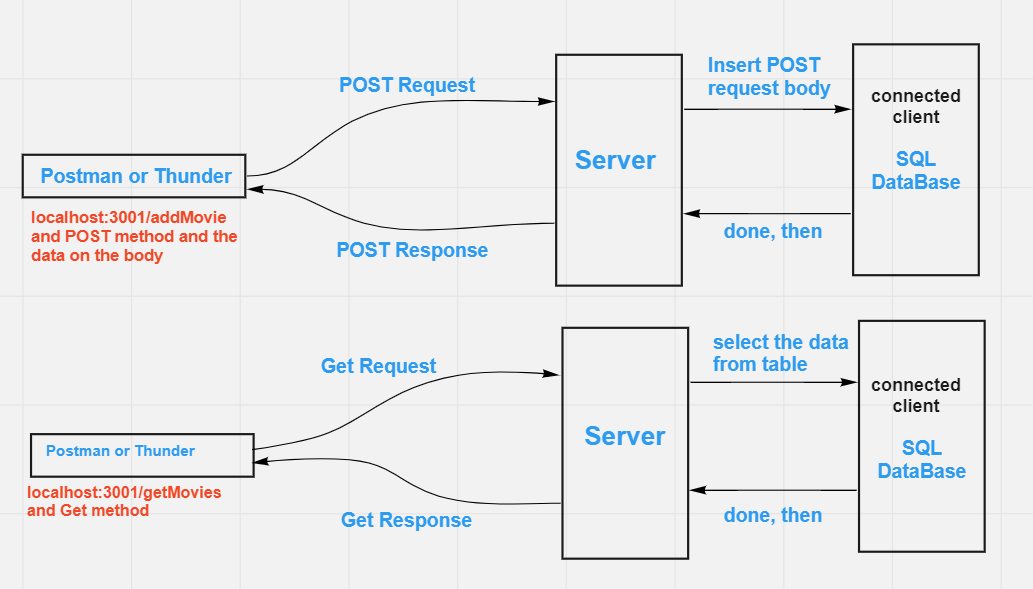 POST Request
Insert POST
request body
connected
client
Server
SQL
DataBase
Postman or Thunder
localhost:3001/addMovie
and POST method and the
data on the body
POST Response
done, then
Get Request
select the data
from table
connected
client
Server
SQL
DataBase
Postman or Thunder
localhost:3001/getMovies
and Get method
Get Response
done, then